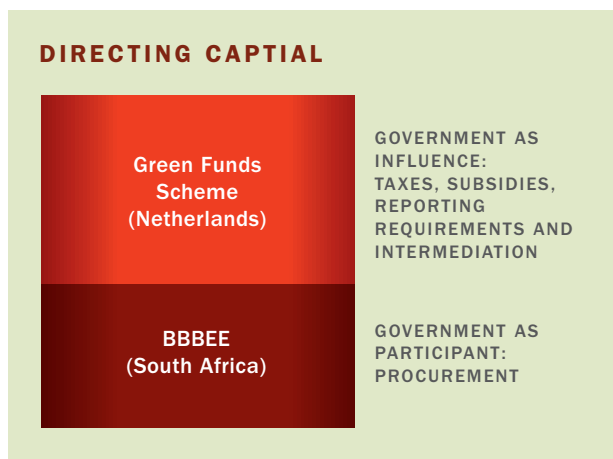 DIRECTING CAPTIAL
Green Funds
Scheme
(Netherlands)
GOVERNMENT AS
INFLUENCE:
TAXES, SUBSIDIES,
REPORTING
REQUIREMENTS AND
INTERMEDIATION
BBBEE
(South Africa)
GOVERNMENT AS
PARTICIPANT:
PROCUREMENT